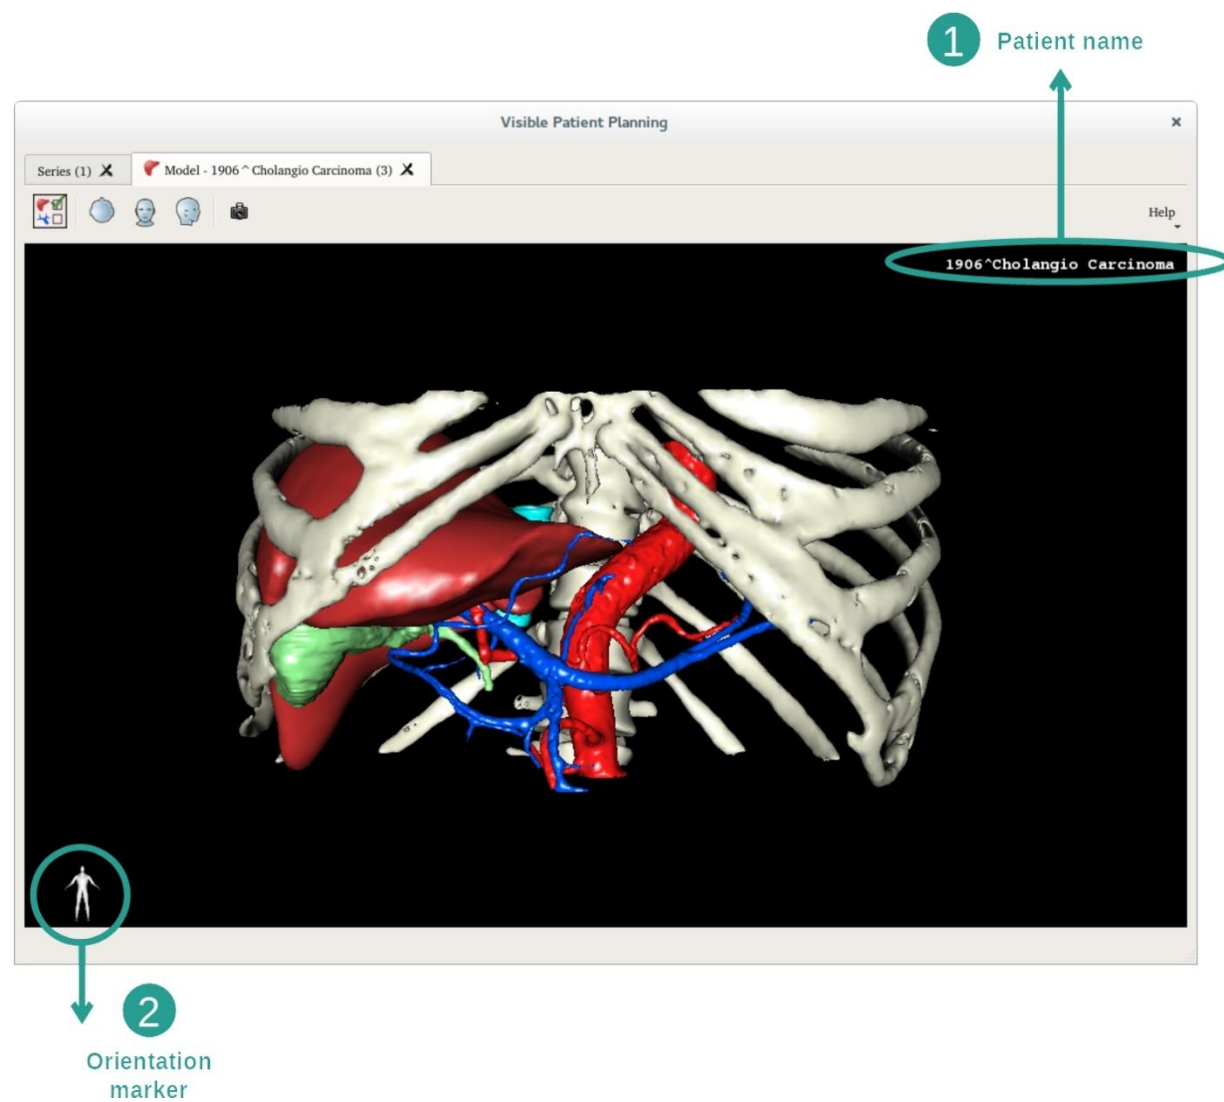 1 Patient name
Visible Patient Planning
Series (1)
Model - 1906^Cholangio Carcinoma (3)
Help
1906^Cholangio Carcinoma
2
Orientation
marker